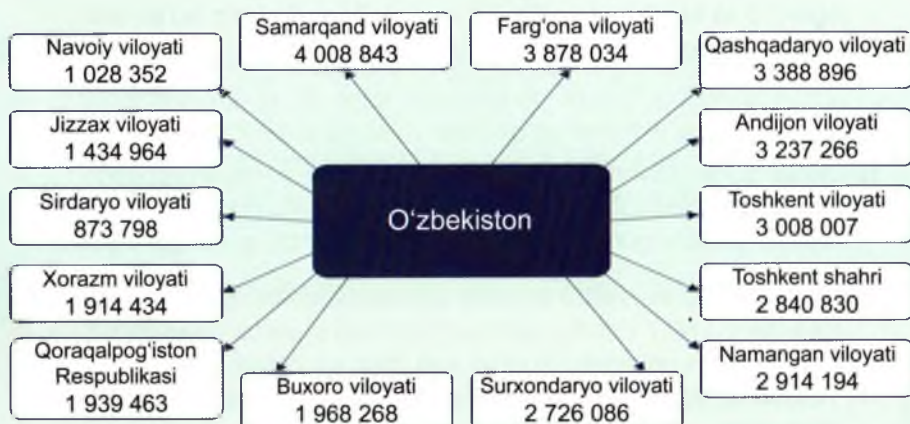 Navoiy viloyati
1 028 352
Samarqand viloyati
4 008 843
Farg‘ona viloyati
3 878 034
Qashqadaryo viloyati
3 388 896
Jizzax viloyati
1 434 964
Andijon viloyati
3 237 266
Sirdaryo viloyati
873 798
O‘zbekiston
Toshkent viloyati
3 008 007
Xorazm viloyati
1 914 434
Toshkent shahri
2 840 830
Qoraqalpog‘iston
Respublikasi
1 939 463
Buxoro viloyati
1 968 268
Surxondaryo viloyati
2 726 086
Namangan viloyati
2 914 194